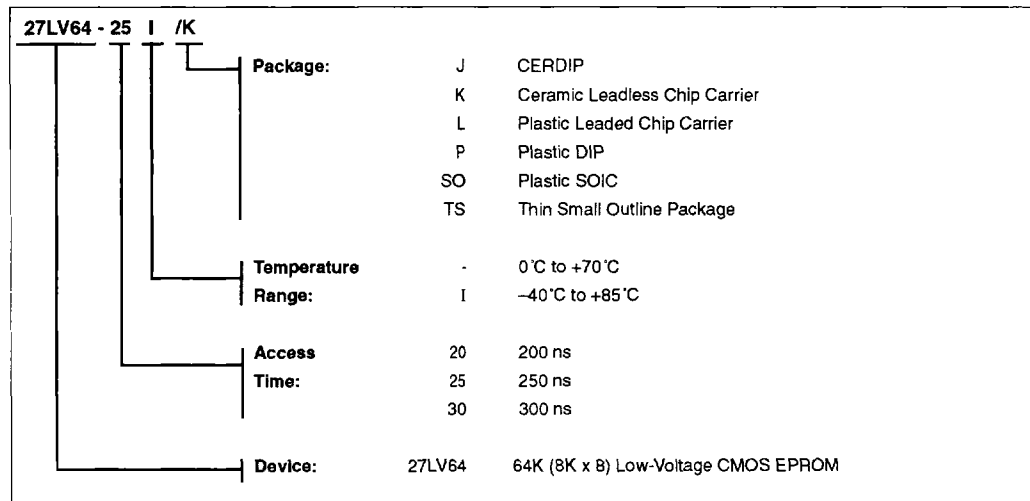 27LV64 - 25 I /K
Package: J CERDIP
K Ceramic Leadless Chip Carrier
L Plastic Leaded Chip Carrier
P Plastic DIP
SO Plastic SOIC
TS Thin Small Outline Package
Temperature - 0°C to +70°C
Range: I –40°C to +85°C
Access 20 200 ns
Time: 25 250 ns
30 300 ns
Device: 27LV64 64K (8K x 8) Low-Voltage CMOS EPROM